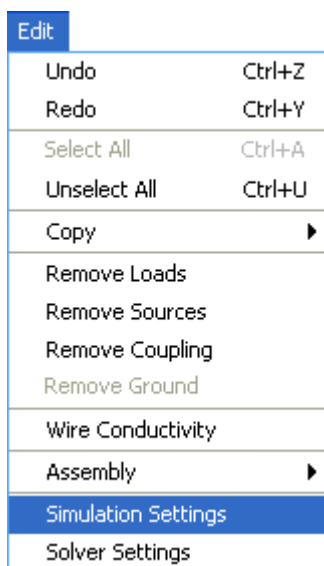 Edit
Undo Ctrl+Z
Redo Ctrl+Y
Select All Ctrl+A
Unselect All Ctrl+U
Copy
Remove Loads
Remove Sources
Remove Coupling
Remove Ground
Wire Conductivity
Assembly
Simulation Settings
Solver Settings